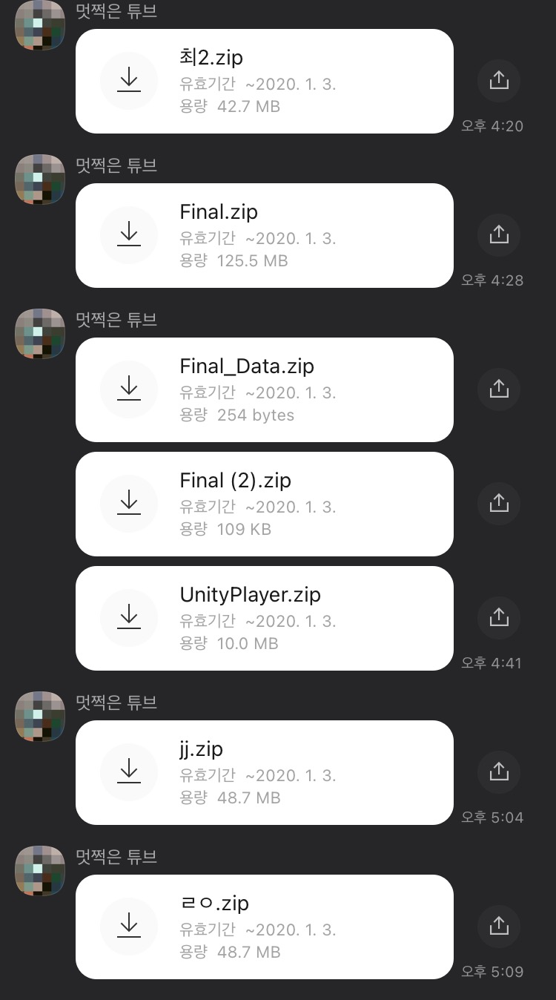 멋쩍은 튜브
최2.zip
유효기간 ~2020. 1. 3.
용량 42.7 MB
오후 4:20
멋쩍은 튜브
Final.zip
유효기간 ~2020. 1. 3.
용량 125.5 MB
오후 4:28
멋쩍은 튜브
Final_Data.zip
유효기간 ~2020. 1. 3.
용량 254 bytes
Final (2).zip
유효기간 ~2020. 1. 3.
용량 109 KB
UnityPlayer.zip
유효기간 ~2020. 1. 3.
용량 10.0 MB
오후 4:41
멋쩍은 튜브
jj.zip
유효기간 ~2020. 1. 3.
용량 48.7 MB
오후 5:04
멋쩍은 튜브
ㄹㅇ.zip
유효기간 ~2020. 1. 3.
용량 48.7 MB
오후 5:09